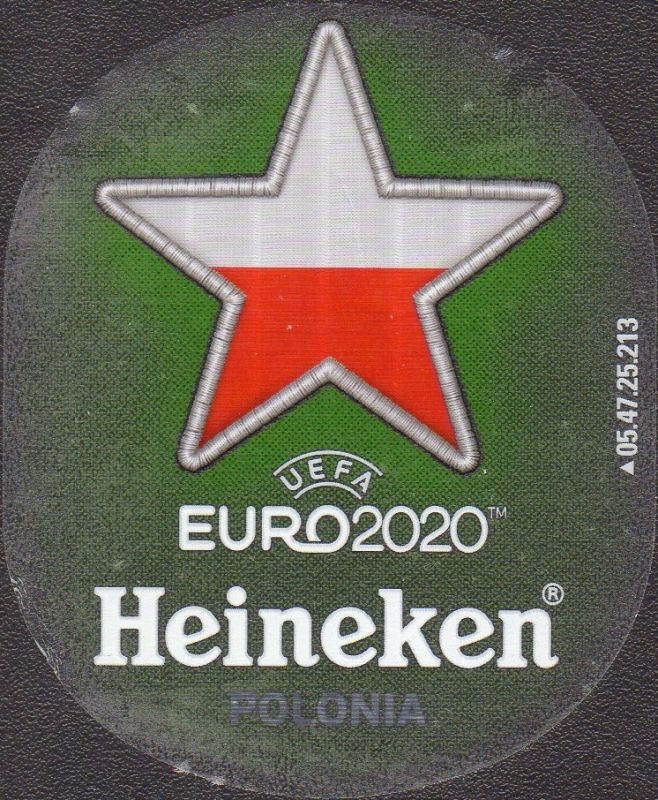 UEFA
EURO2020™
Heineken®
POLONIA
▲05.47.25.213